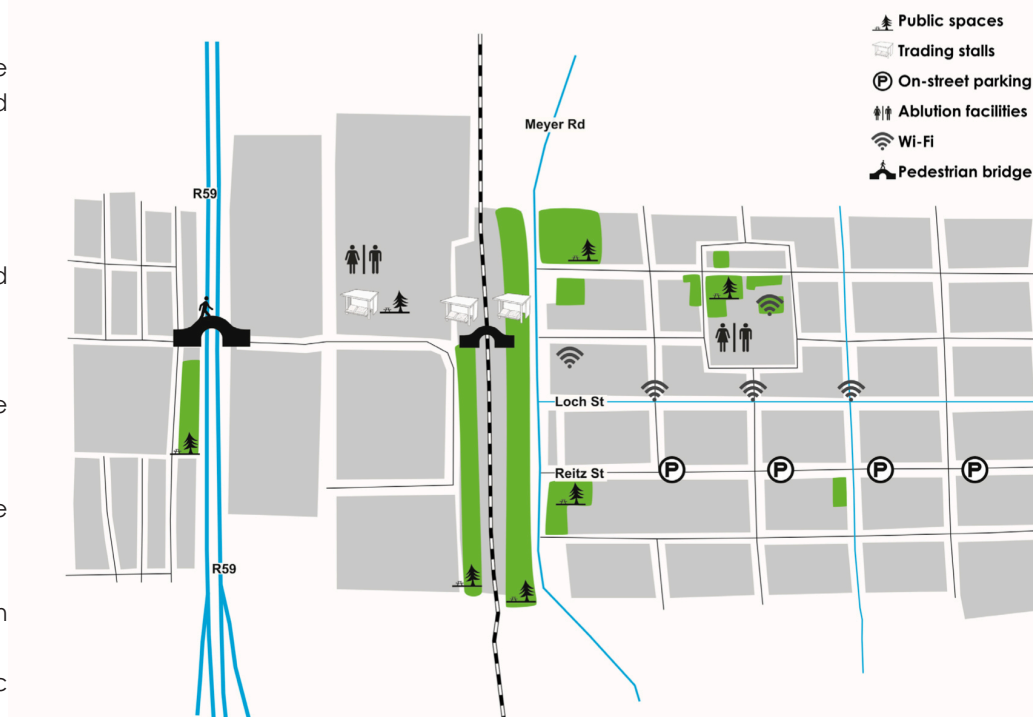 Public spaces
Trading stalls
On-street parking
Ablution facilities
Wi-Fi
Pedestrian bridge
Meyer Rd
R59
Loch St
Reitz St
P P P P
R59
e
d
d
e
e
n
c